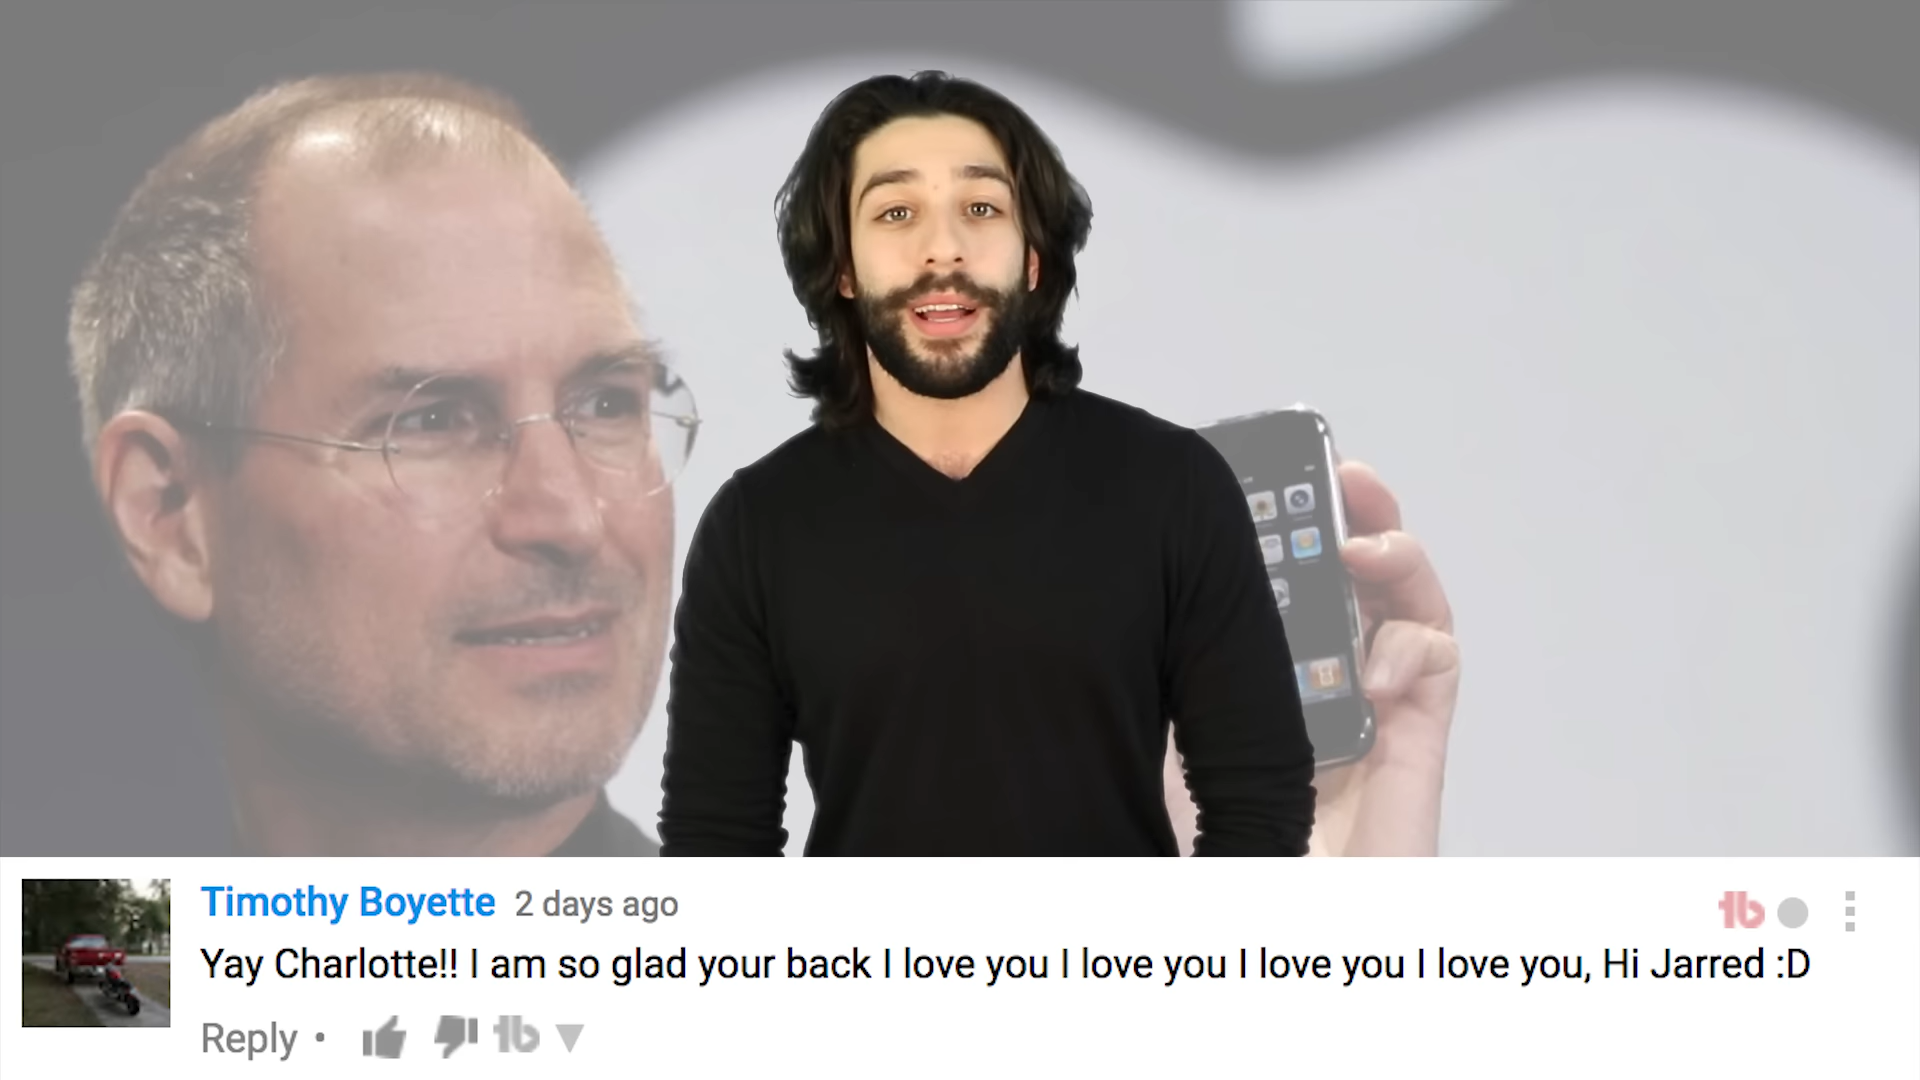 Timothy Boyette 2 days ago
Yay Charlotte!! I am so glad your back I love you I love you I love you I love you, Hi Jarred :D
Reply •